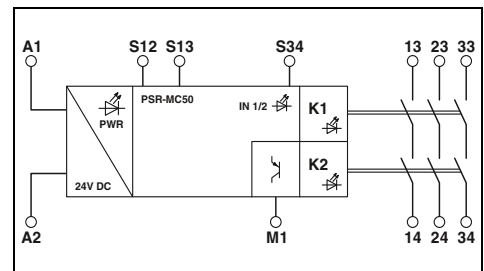 A1 S12 S13 S34 13 23 33
PSR-MC50
IN 1/2 K1
PWR
K2
24V DC
A2 M1 14 24 34